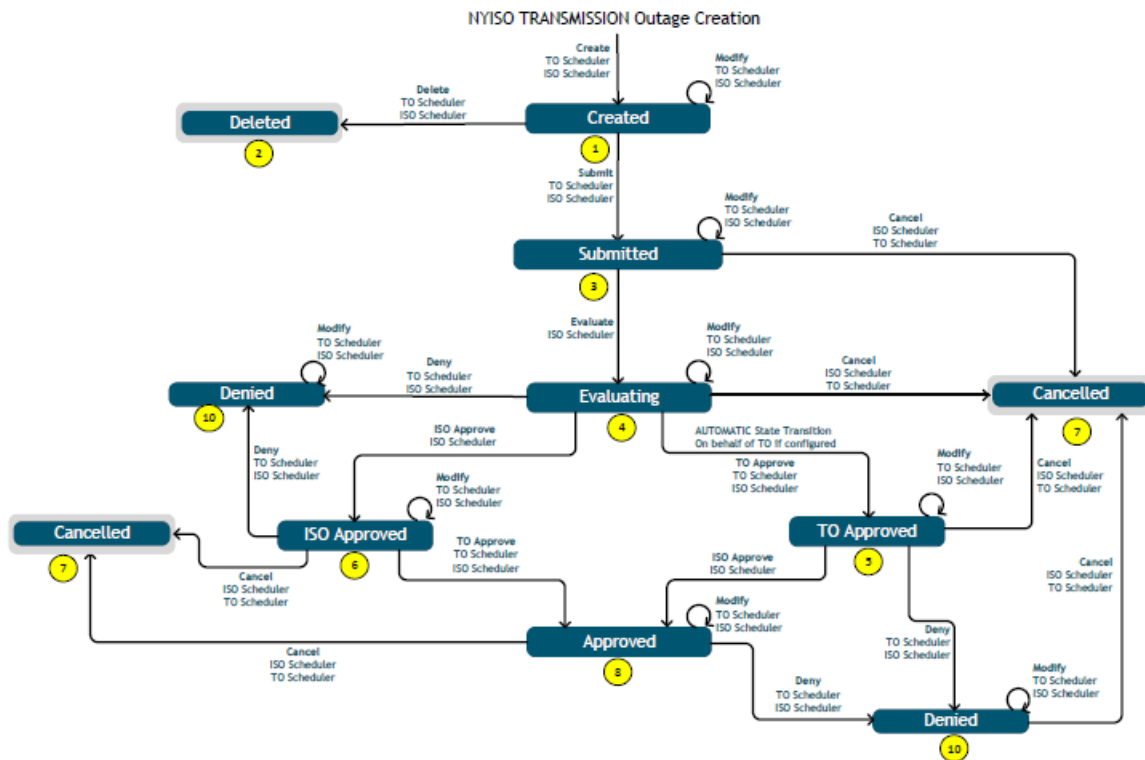 NYISO TRANSMISSION Outage Creation
Create
TO Scheduler
ISO Scheduler
Modify
TO Scheduler
ISO Scheduler
Delete
TO Scheduler
ISO Scheduler
Deleted
2
Created
1
Submit
TO Scheduler
ISO Scheduler
Modify
TO Scheduler
ISO Scheduler
Cancel
ISO Scheduler
TO Scheduler
Submitted
3
Evaluate
ISO Scheduler
Modify
TO Scheduler
ISO Scheduler
Modify
TO Scheduler
ISO Scheduler
Deny
TO Scheduler
ISO Scheduler
Cancel
ISO Scheduler
TO Scheduler
Denied
10
Evaluating
4
Cancelled
7
ISO Approve
ISO Scheduler
AUTOMATIC State Transition
On behalf of TO if configured
TO Approve
TO Scheduler
ISO Scheduler
Deny
TO Scheduler
ISO Scheduler
Modify
TO Scheduler
ISO Scheduler
Modify
TO Scheduler
ISO Scheduler
Cancel
ISO Scheduler
TO Scheduler
Cancelled
7
ISO Approved
6
TO Approved
5
TO Approve
TO Scheduler
ISO Scheduler
ISO Approve
ISO Scheduler
Cancel
ISO Scheduler
TO Scheduler
Cancel
ISO Scheduler
TO Scheduler
Modify
TO Scheduler
ISO Scheduler
Approved
8
Deny
TO Scheduler
ISO Scheduler
Cancel
ISO Scheduler
TO Scheduler
Deny
TO Scheduler
ISO Scheduler
Modify
TO Scheduler
ISO Scheduler
Denied
10